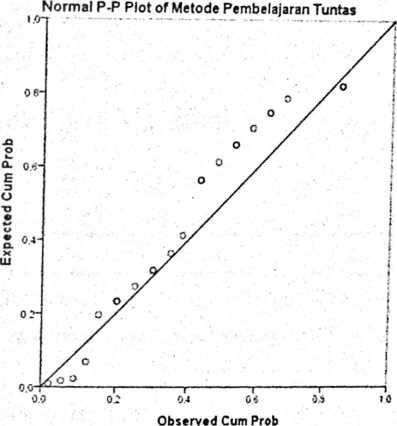 Normal P-P Plot of Metode Pembelajaran Tuntas
1.0
0.8
0.6
0.4
0.2
0.0
Expected Cum Prob
0.0 0.2 0.4 0.6 0.8 1.0
Observed Cum Prob